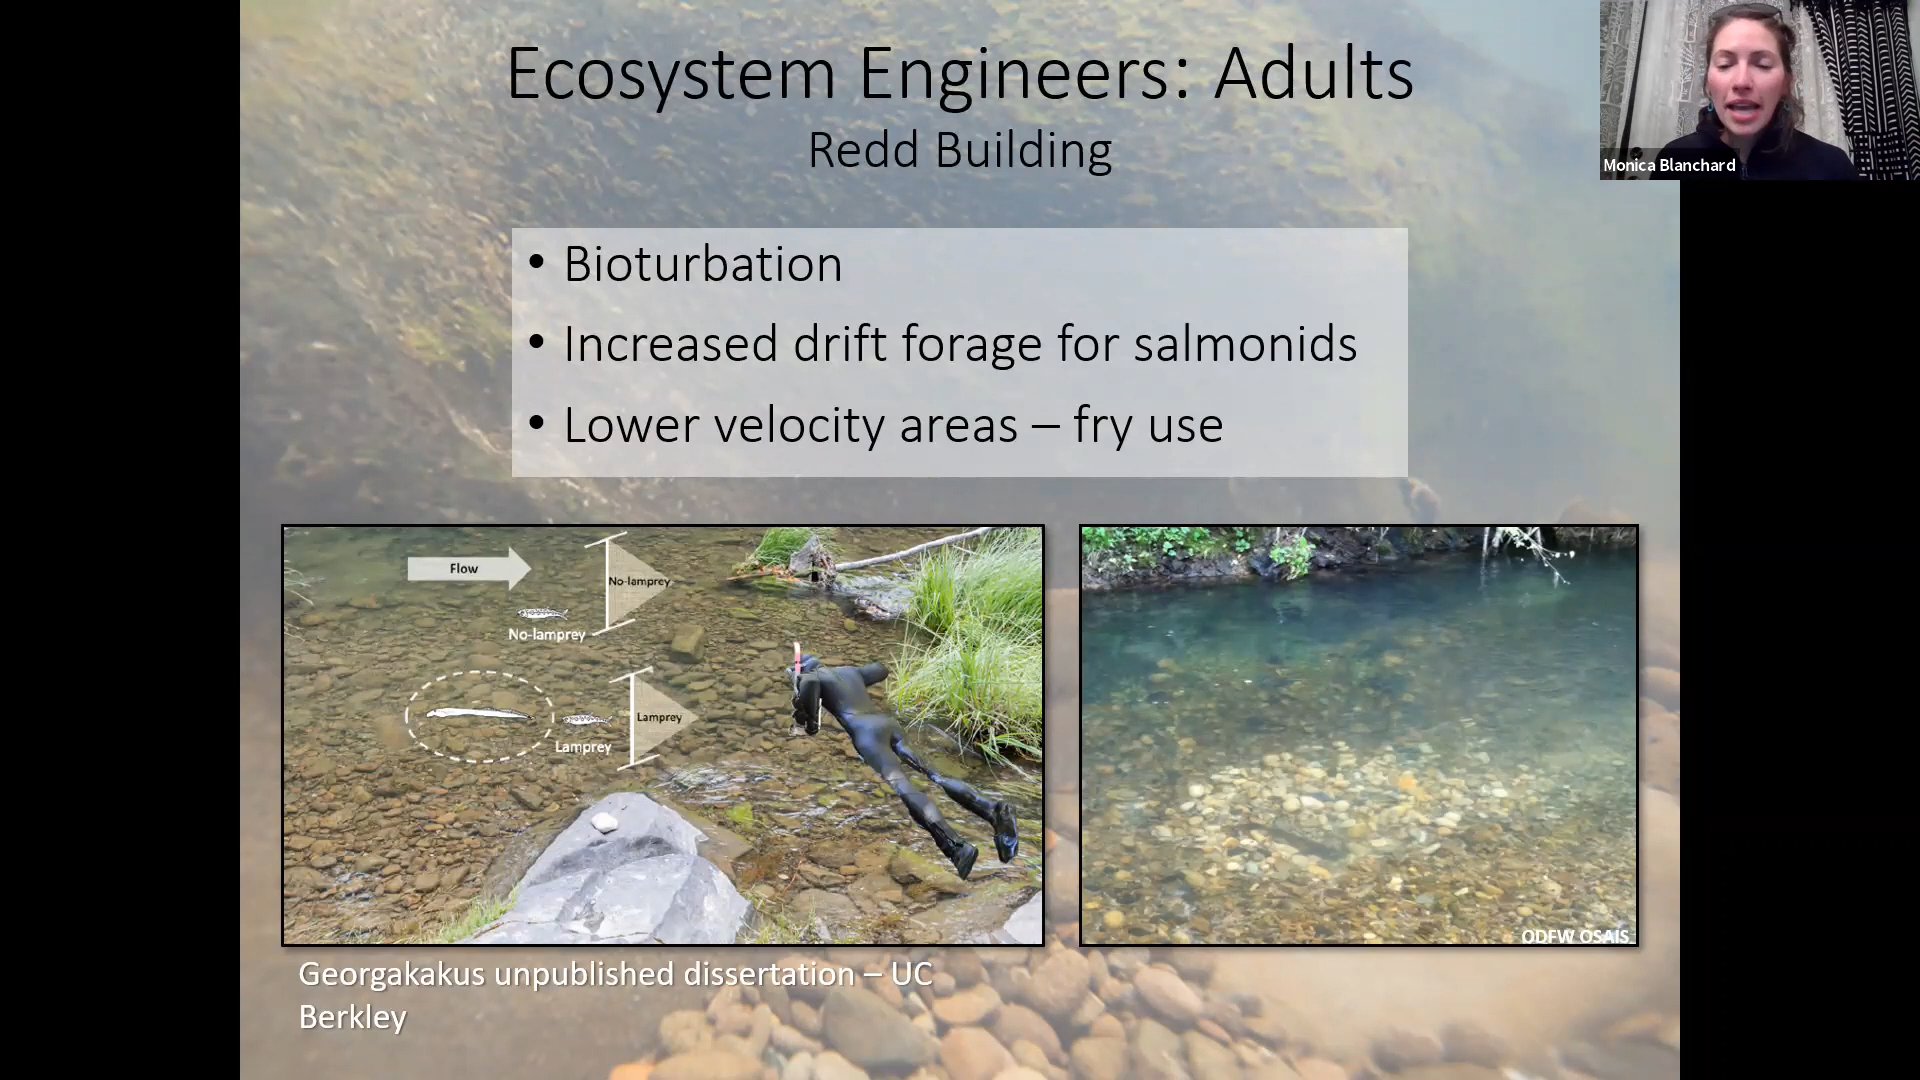 Ecosystem Engineers: Adults
Redd Building
Monica Blanchard
• Bioturbation
• Increased drift forage for salmonids
• Lower velocity areas – fry use
Flow
No-lamprey
No-lamprey
Lamprey
Lamprey
ODFW OSAIS
Georgakakus unpublished dissertation – UC
Berkley